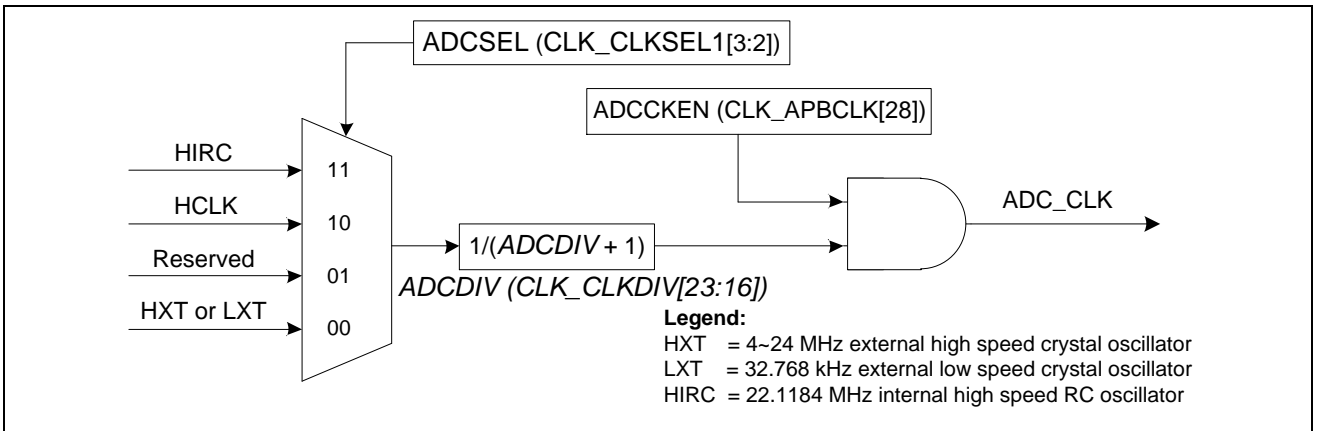 ADCSEL (CLK_CLKSEL1[3:2])
ADCCKEN (CLK_APBCLK[28])
HIRC
11
HCLK
10
Reserved
01
HXT or LXT
00
1/(ADCDIV + 1)
ADCDIV (CLK_CLKDIV[23:16])
ADC_CLK
Legend:
HXT = 4~24 MHz external high speed crystal oscillator
LXT = 32.768 kHz external low speed crystal oscillator
HIRC = 22.1184 MHz internal high speed RC oscillator